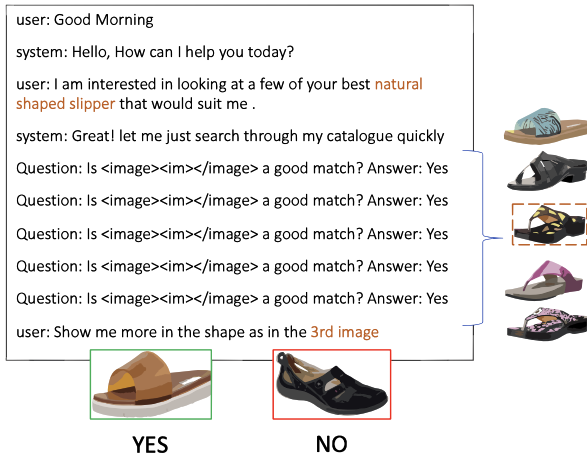 user: Good Morning
system: Hello, How can I help you today?
user: I am interested in looking at a few of your best natural
shaped slipper that would suit me .
system: Great! let me just search through my catalogue quickly
Question: Is <image><im></image> a good match? Answer: Yes
Question: Is <image><im></image> a good match? Answer: Yes
Question: Is <image><im></image> a good match? Answer: Yes
Question: Is <image><im></image> a good match? Answer: Yes
Question: Is <image><im></image> a good match? Answer: Yes
user: Show me more in the shape as in the 3rd image
YES
NO